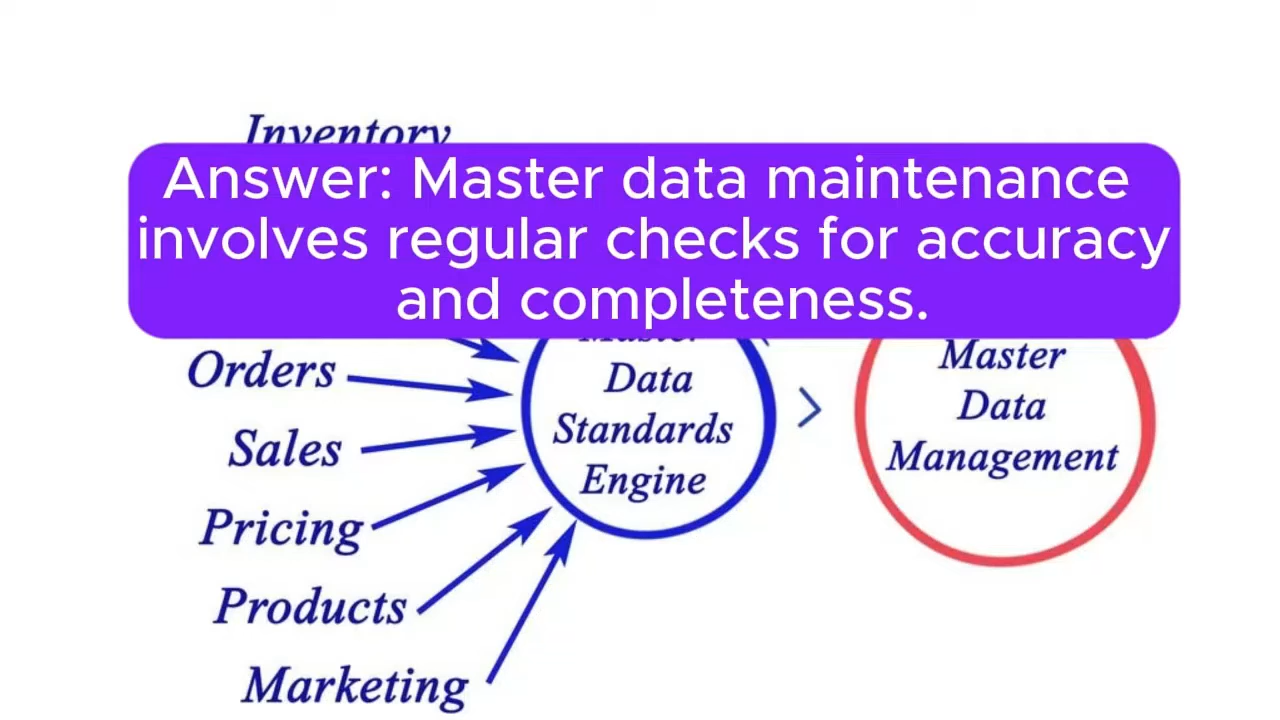 Inventory
Answer: Master data maintenance
involves regular checks for accuracy
and completeness.
Orders
Sales
Pricing
Products
Marketing
Master
Data
Standards
Engine
>
Master
Data
Management